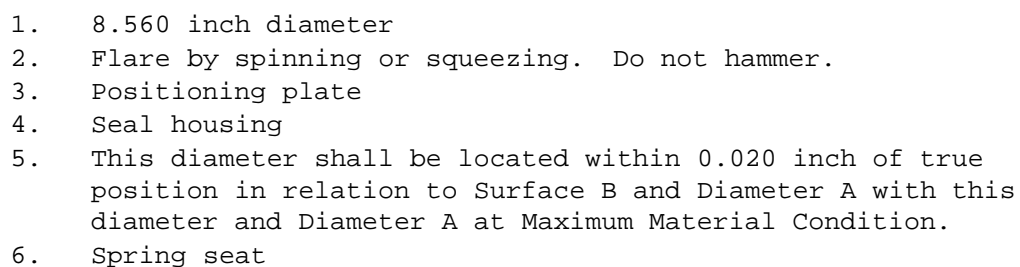 1. 8.560 inch diameter
2. Flare by spinning or squeezing. Do not hammer.
3. Positioning plate
4. Seal housing
5. This diameter shall be located within 0.020 inch of true
position in relation to Surface B and Diameter A with this
diameter and Diameter A at Maximum Material Condition.
6. Spring seat